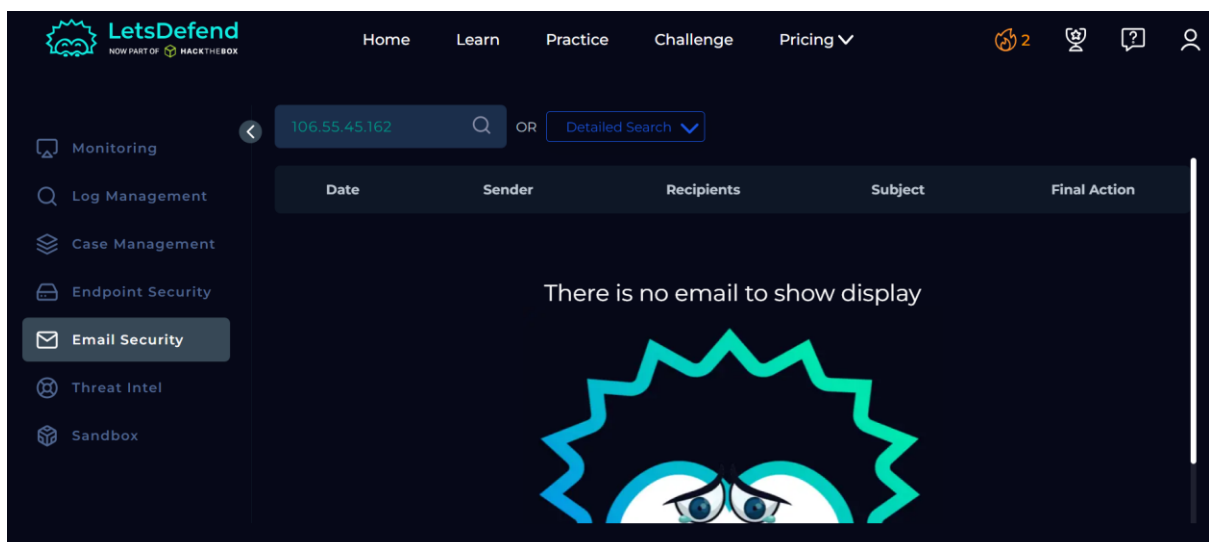 LetsDefend
NOW PART OF HACKTHEBOX
Home Learn Practice Challenge Pricing 2
106.55.45.162 OR Detailed Search
Monitoring
Log Management
Case Management
Endpoint Security
Email Security
Threat Intel
Sandbox
Date Sender Recipients Subject Final Action
There is no email to show display